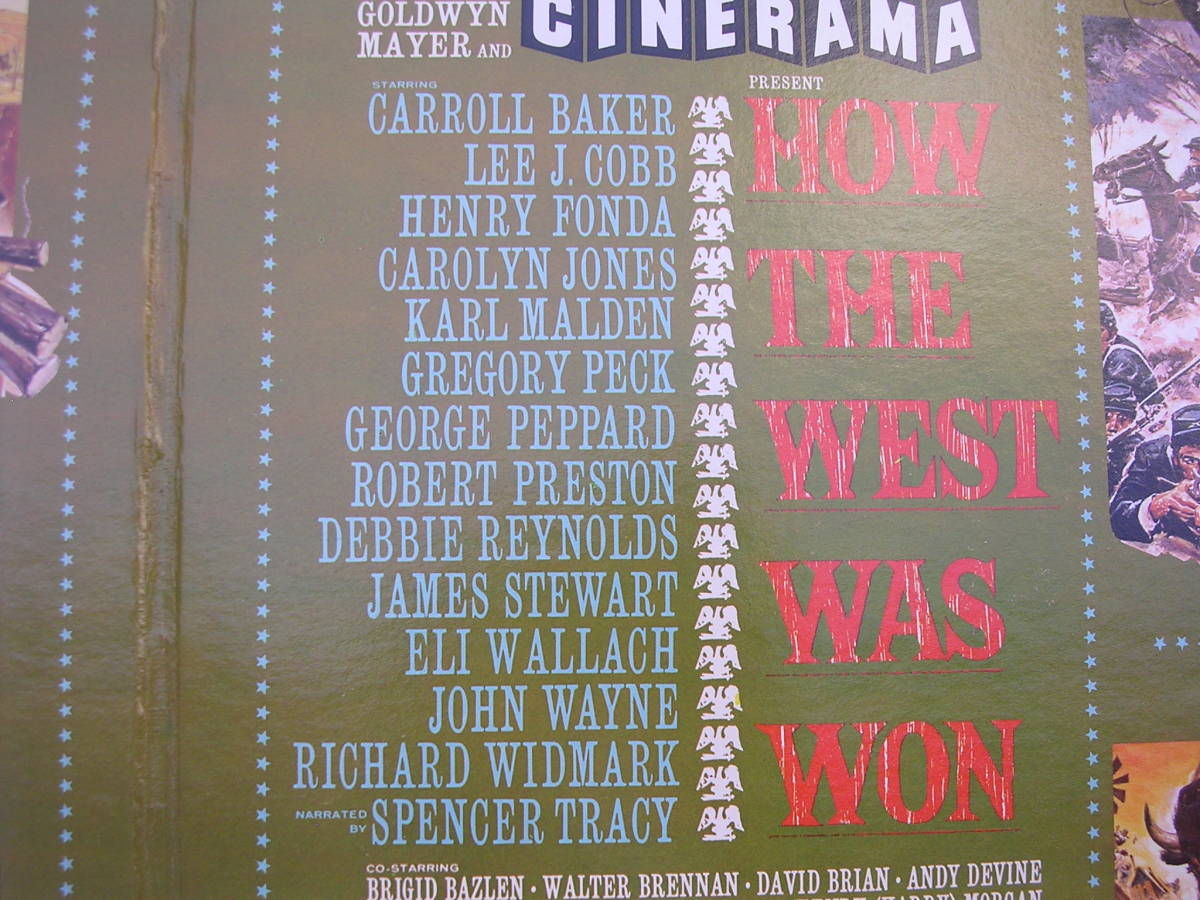 GOLDWYN
MAYER AND
CINERAMA
PRESENT
STARRING
CARROLL BAKER
LEE J. COBB
HENRY FONDA
CAROLYN JONES
KARL MALDEN
GREGORY PECK
GEORGE PEPPARD
ROBERT PRESTON
DEBBIE REYNOLDS
JAMES STEWART
ELI WALLACH
JOHN WAYNE
RICHARD WIDMARK
NARRATED
BY
SPENCER TRACY
HOW
THE
WEST
WAS
WON
CO-STARRING
BRIGID BAZLEN • WALTER BRENNAN • DAVID BRIAN • ANDY DEVINE
(HARRY) MORGAN